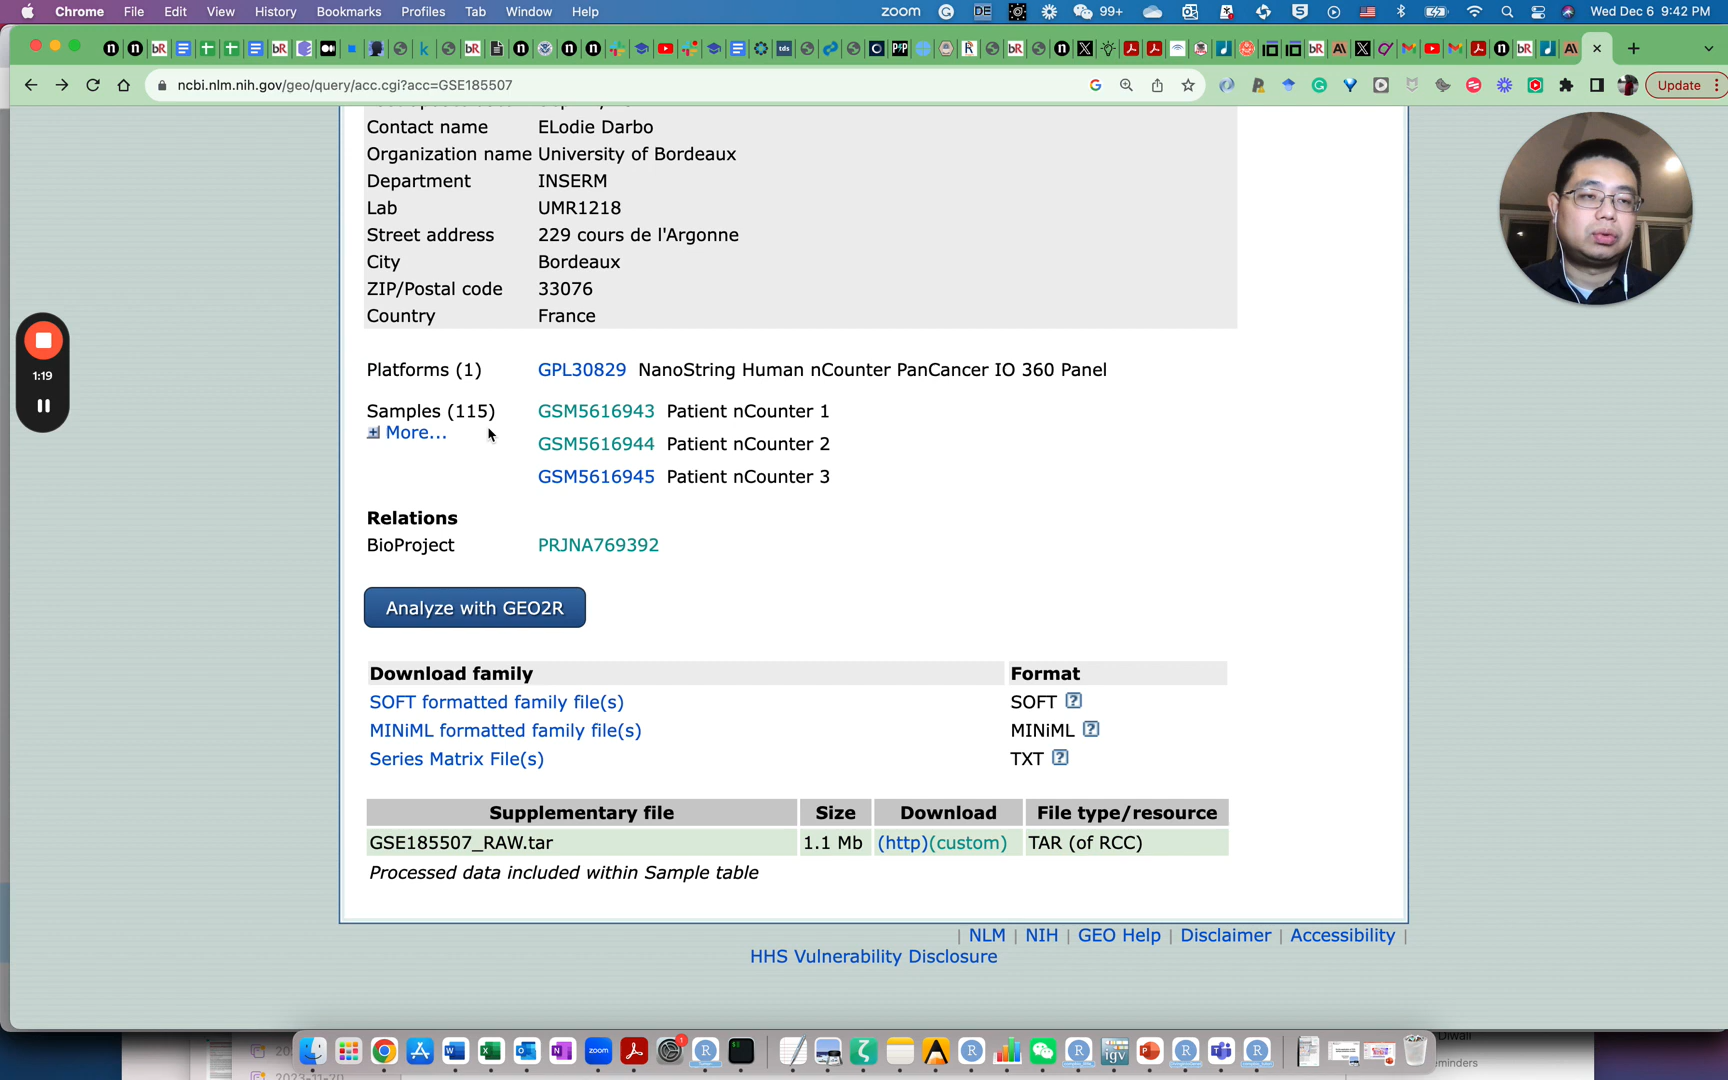 Chrome File Edit View History Bookmarks Profiles Tab Window Help zoom DE 99+ Wed Dec 6 9:42 PM
ncbi.nlm.nih.gov/geo/query/acc.cgi?acc=GSE185507 Update
Contact name ELodie Darbo
Organization name University of Bordeaux
Department INSERM
Lab UMR1218
Street address 229 cours de l'Argonne
City Bordeaux
ZIP/Postal code 33076
Country France
1:19
Platforms (1) GPL30829 NanoString Human nCounter PanCancer IO 360 Panel
Samples (115) GSM5616943 Patient nCounter 1
More...
GSM5616944 Patient nCounter 2
GSM5616945 Patient nCounter 3
Relations
BioProject PRJNA769392
Analyze with GEO2R
Download family Format
SOFT formatted family file(s) SOFT ?
MINiML formatted family file(s) MINiML ?
Series Matrix File(s) TXT ?
Supplementary file Size Download File type/resource
GSE185507_RAW.tar 1.1 Mb (http)(custom) TAR (of RCC)
Processed data included within Sample table
| NLM | NIH | GEO Help | Disclaimer | Accessibility |
HHS Vulnerability Disclosure